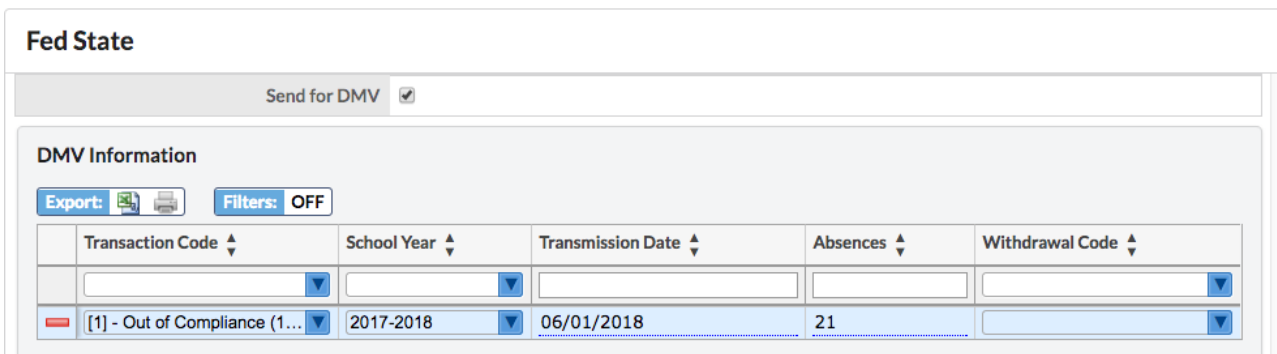 Fed State
Send for DMV
DMV Information
Export: Filters: OFF
Transaction Code School Year Transmission Date Absences Withdrawal Code
[1] - Out of Compliance (1... 2017-2018 06/01/2018 21